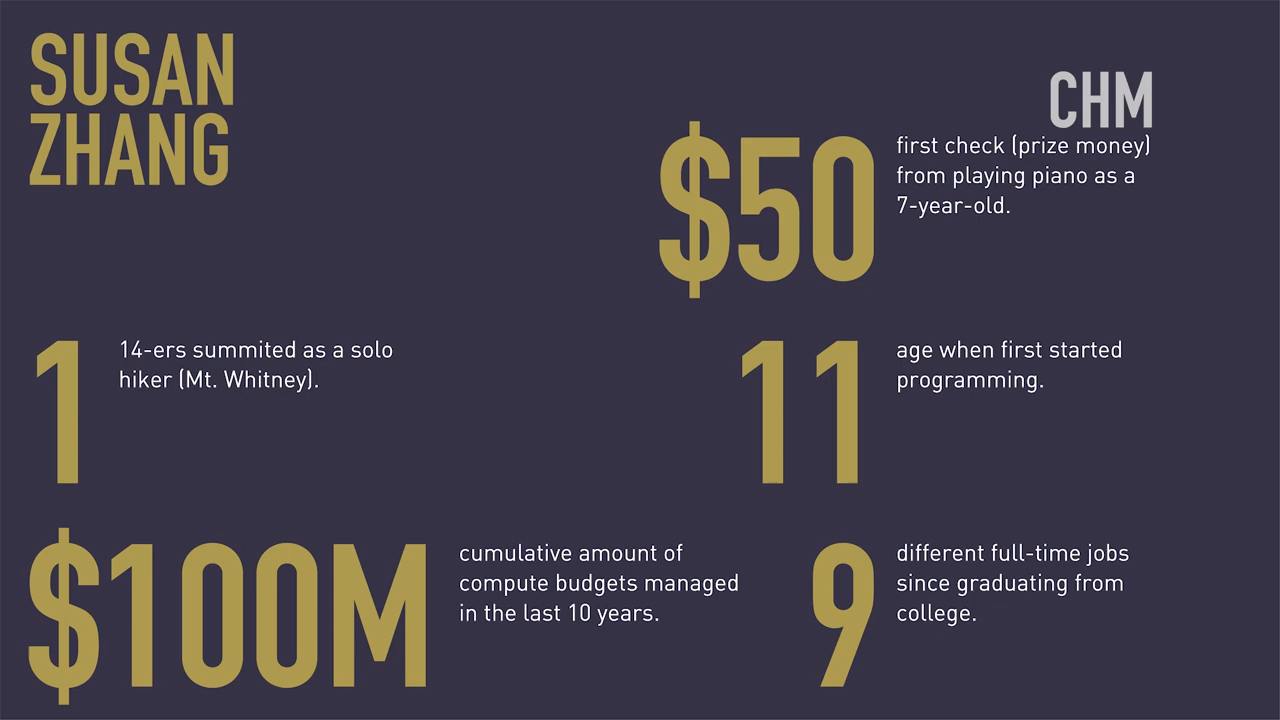 SUSAN
ZHANG
CHM
$50
first check (prize money)
from playing piano as a
7-year-old.
1
14-ers summited as a solo
hiker (Mt. Whitney).
11
age when first started
programming.
$100M
cumulative amount of
compute budgets managed
in the last 10 years.
9
different full-time jobs
since graduating from
college.